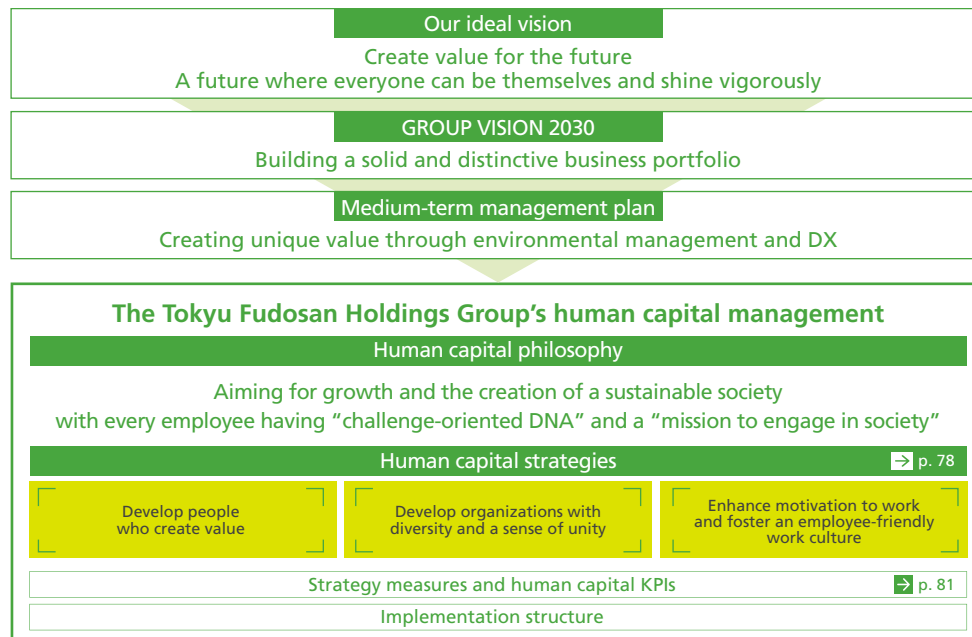 Our ideal vision
Create value for the future
A future where everyone can be themselves and shine vigorously
GROUP VISION 2030
Building a solid and distinctive business portfolio
Medium-term management plan
Creating unique value through environmental management and DX
The Tokyu Fudosan Holdings Group’s human capital management
Human capital philosophy
Aiming for growth and the creation of a sustainable society
with every employee having “challenge-oriented DNA” and a “mission to engage in society”
Human capital strategies → p. 78
Develop people
who create value
Develop organizations with
diversity and a sense of unity
Enhance motivation to work
and foster an employee-friendly
work culture
Strategy measures and human capital KPIs → p. 81
Implementation structure